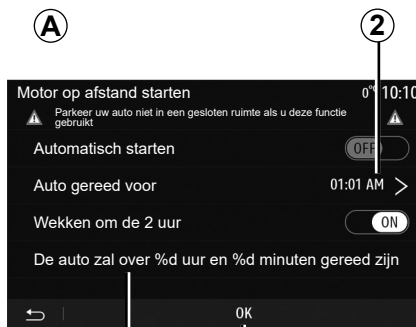 A
2
Motor op afstand starten
0° 10:10
Parkeer uw auto niet in een gesloten ruimte als u deze functie
gebruikt
Automatisch starten
OFF
Auto gereed voor
01:01 AM >
Wekken om de 2 uur
ON
De auto zal over %d uur en %d minuten gereed zijn
OK